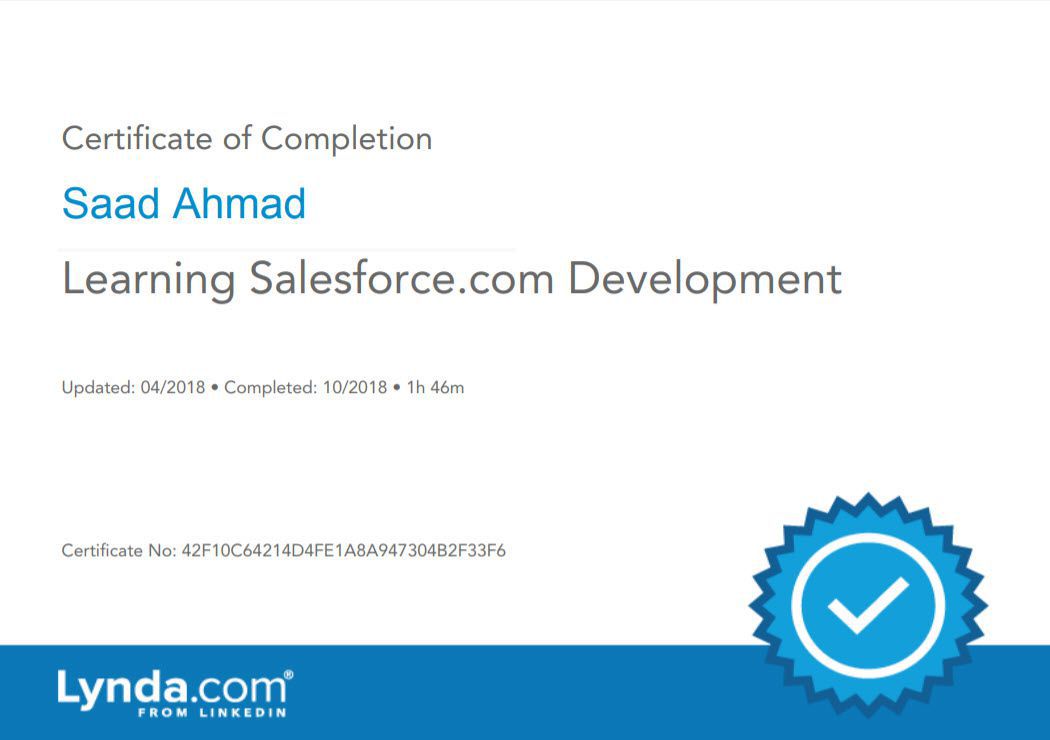 Certificate of Completion
Saad Ahmad
Learning Salesforce.com Development
Updated: 04/2018 • Completed: 10/2018 • 1h 46m
Certificate No: 42F10C64214D4FE1A8A947304B2F33F6
Lynda.com®
FROM LINKEDIN